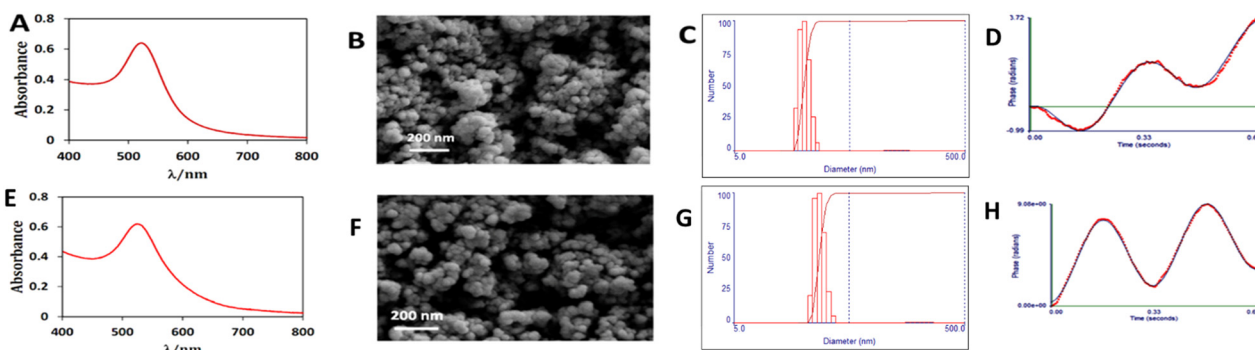 A
0.8
0.6
0.4
0.2
0
Absorbance
400 500 600 700 800
λ/nm
B
200 nm
C
100
75
50
25
0
Number
5.0 500.0
Diameter (nm)
D
3.72
-0.99
Phase (radians)
0.00 0.33
Time (seconds)
E
0.8
0.6
0.4
0.2
0
Absorbance
400 500 600 700 800
λ/nm
F
200 nm
G
100
75
50
25
0
Number
5.0 500.0
Diameter (nm)
H
0.00e+00
Phase (radians)
0.00 0.33
Time (seconds)